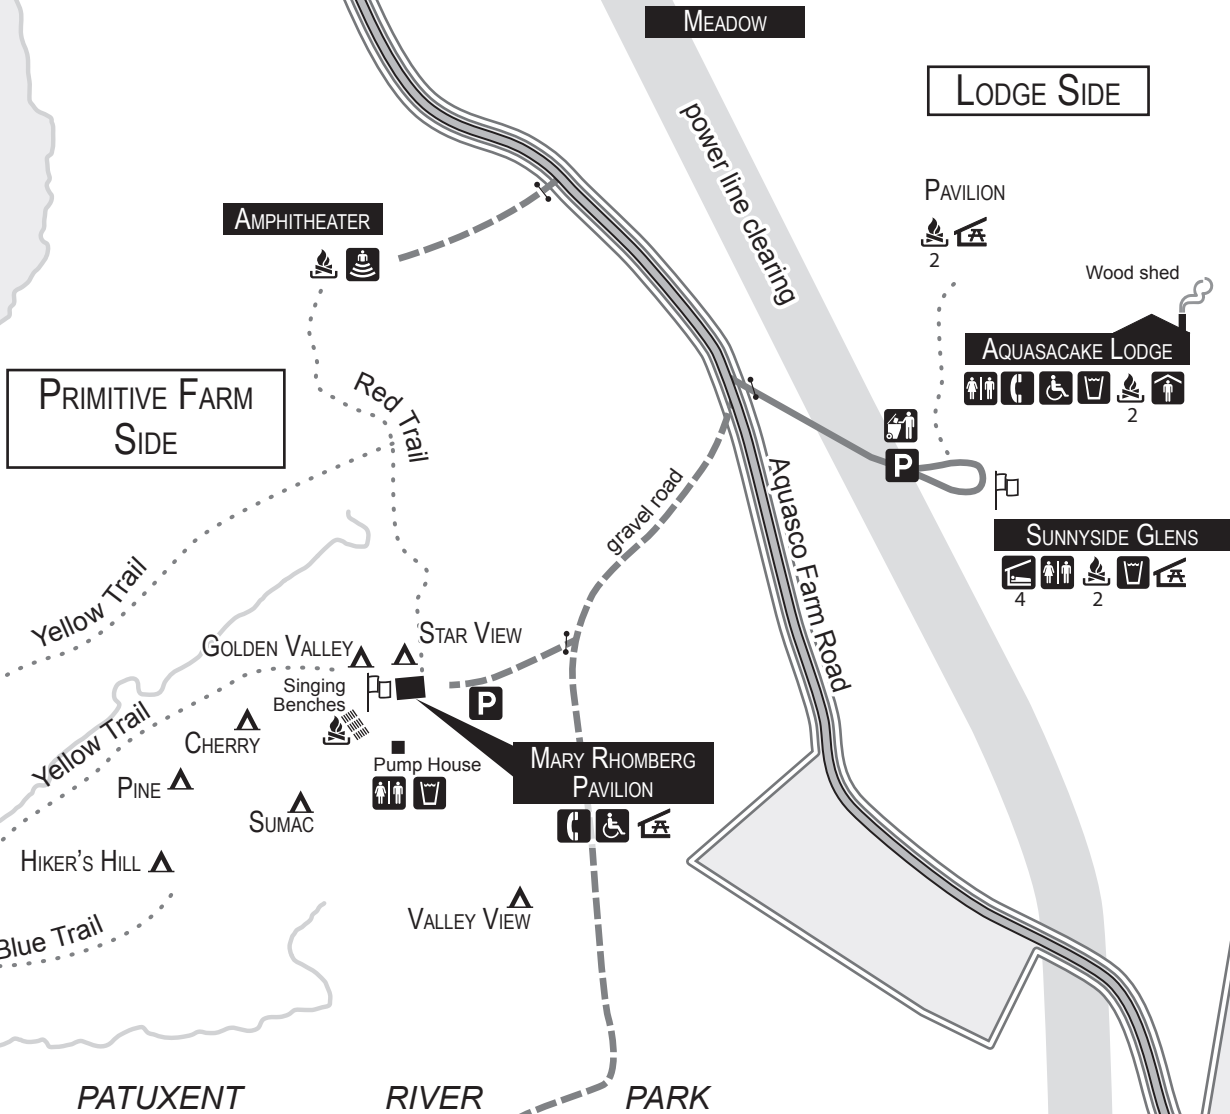 MEADOW
LODGE SIDE
power line clearing
PAVILION
2
AMPHITHEATER
Wood shed
AQUASACAKE LODGE
2
PRIMITIVE FARM
SIDE
Red Trail
P
gravel road
Aquasco Farm Road
SUNNYSIDE GLENS
4
2
Yellow Trail
GOLDEN VALLEY
STAR VIEW
Singing
Benches
P
Yellow Trail
CHERRY
Pump House
MARY RHOMBERG
PAVILION
PINE
SUMAC
HIKER'S HILL
VALLEY VIEW
Blue Trail
PATUXENT RIVER PARK